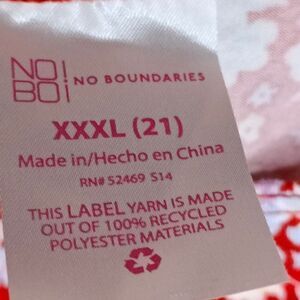 NO!
BO!
NO BOUNDARIES
XXXL (21)
Made in/Hecho en China
RN# 52469 S14
THIS LABEL YARN IS MADE
OUT OF 100% RECYCLED
POLYESTER MATERIALS